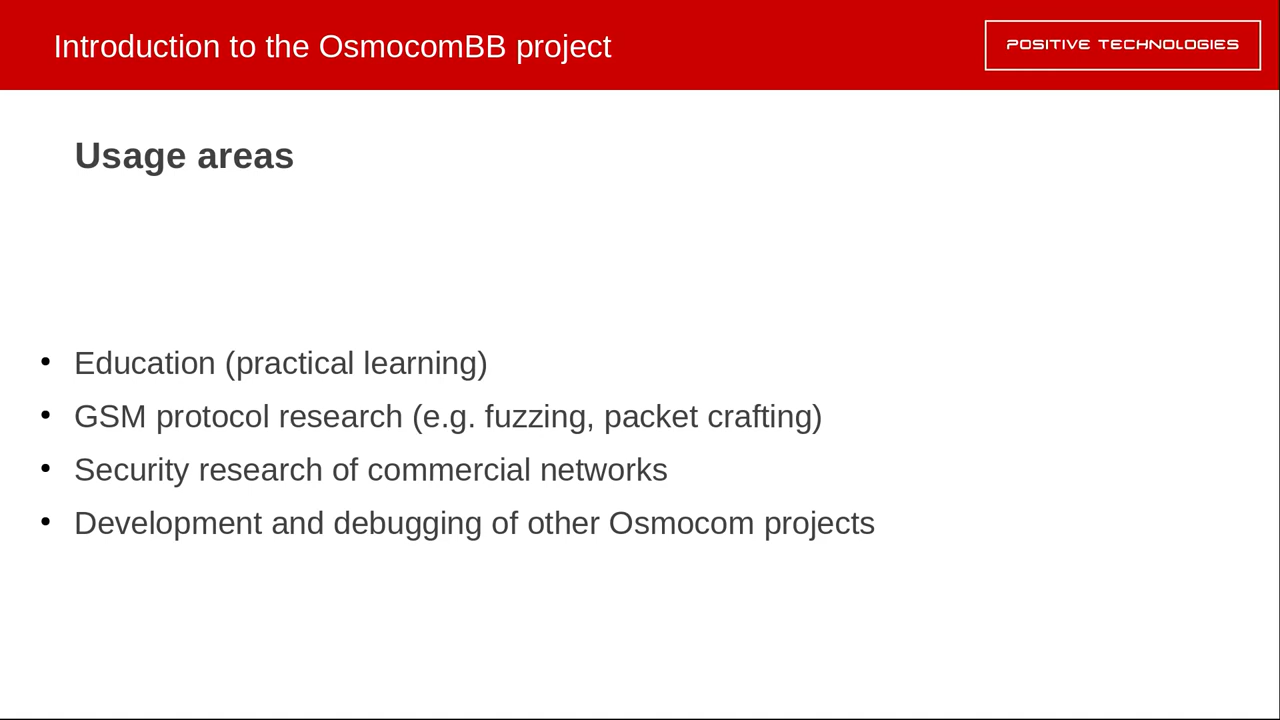 Introduction to the OsmocomBB project
POSITIVE TECHNOLOGIES
Usage areas
• Education (practical learning)
• GSM protocol research (e.g. fuzzing, packet crafting)
• Security research of commercial networks
• Development and debugging of other Osmocom projects